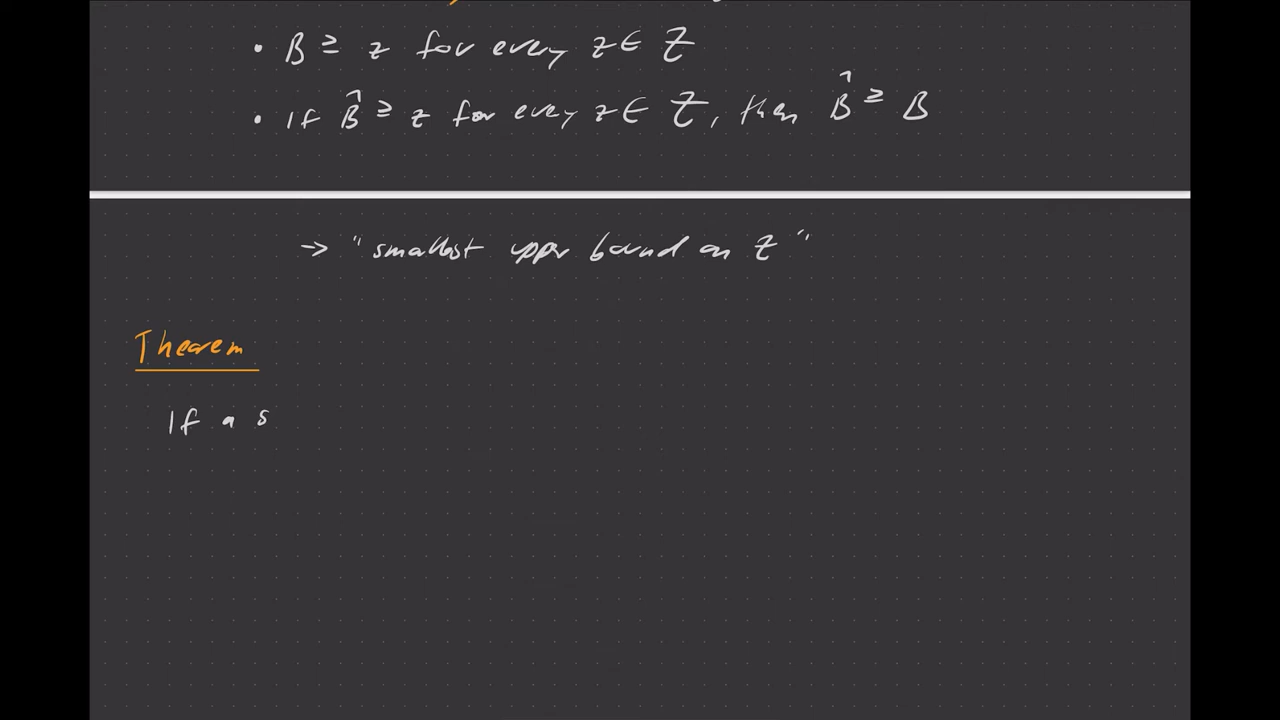 • B ≥ z for every z ∈ Z
• If B̂ ≥ z for every z ∈ Z, then B̂ ≥ B
→ "smallest upper bound on Z"
Theorem
If a s